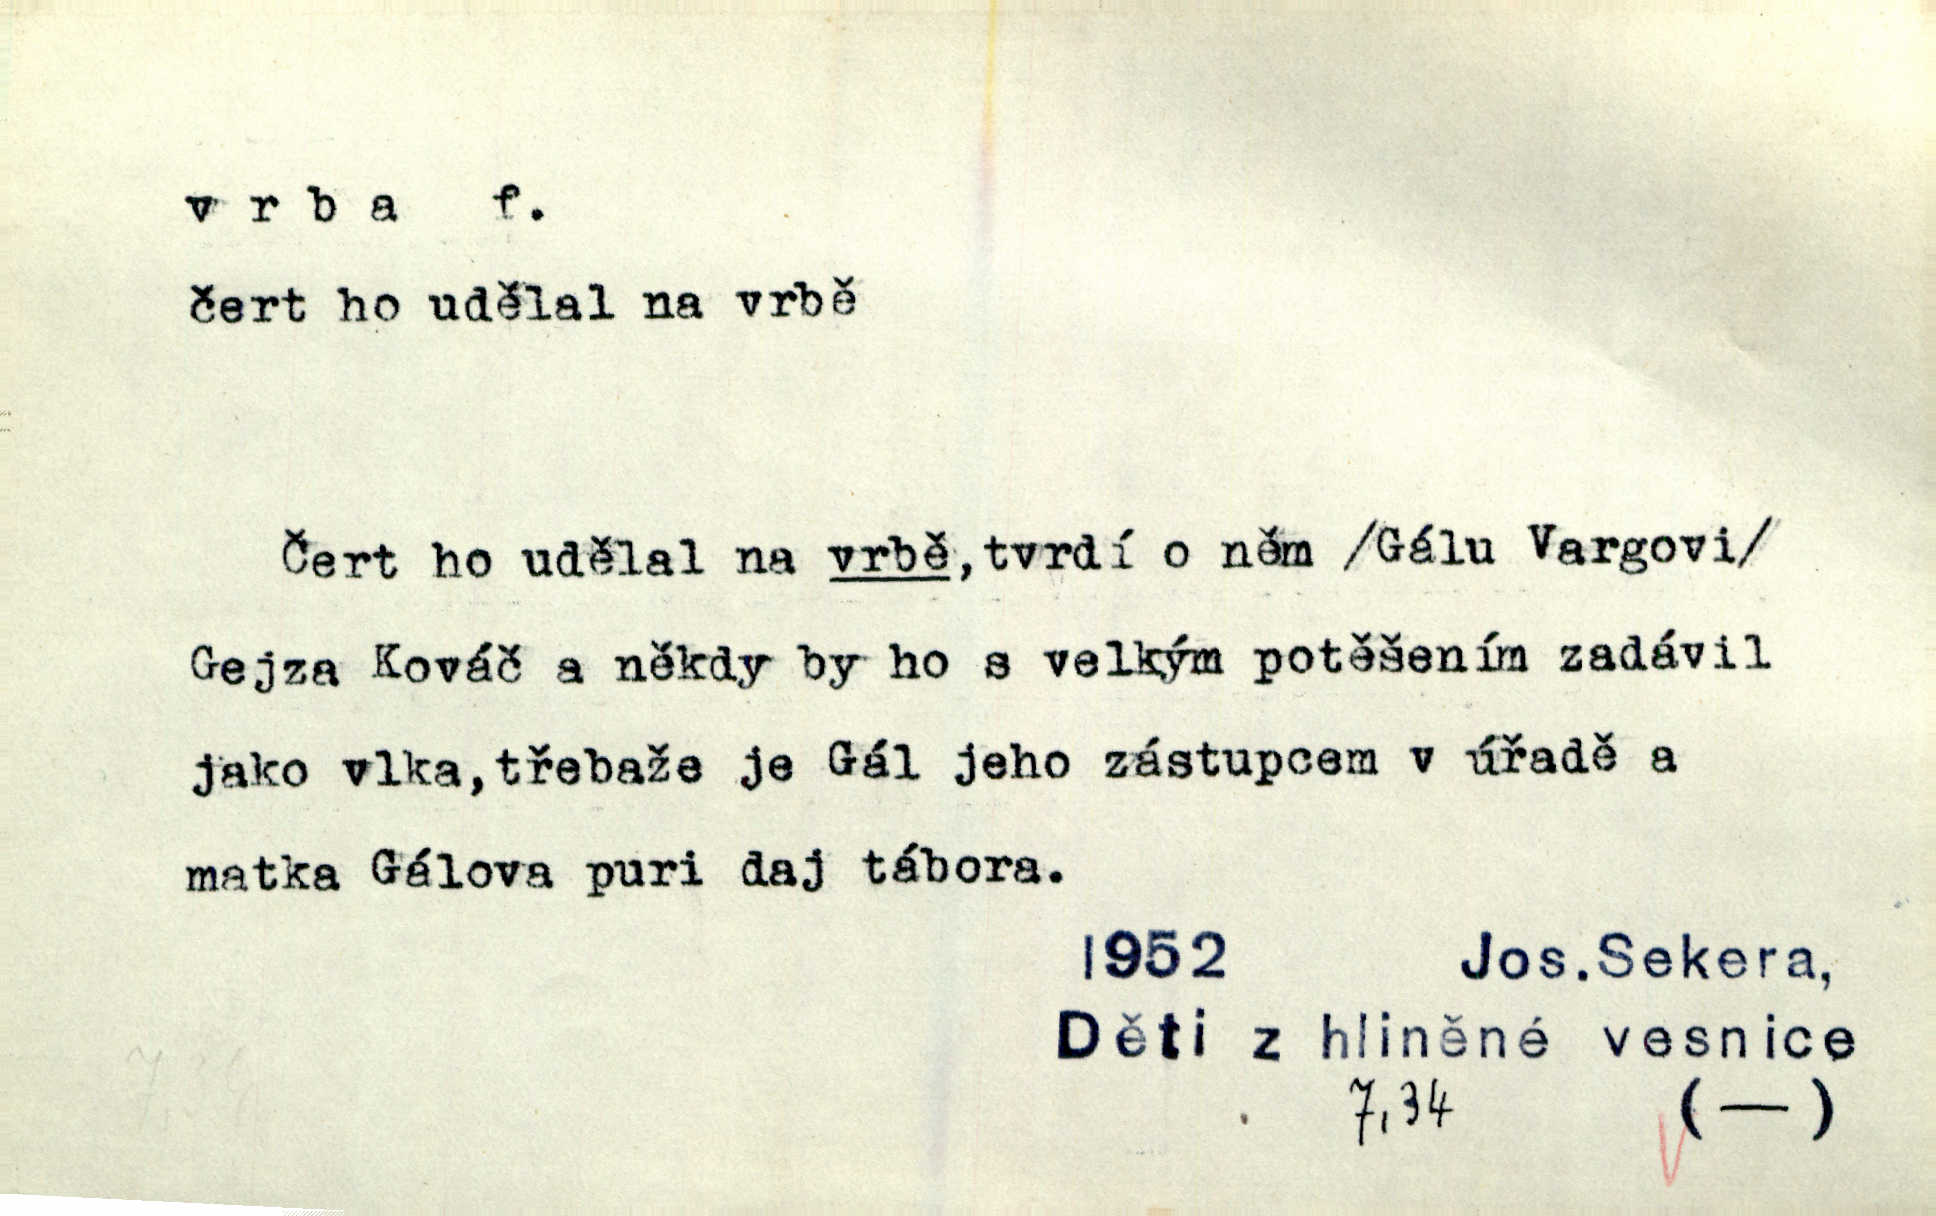 v r b a f.
čert ho udělal na vrbě
Čert ho udělal na vrbě,tvrdí o něm /Gálu Vargovi/
Gejza Kováč a někdy by ho s velkým potěšením zadávil
jako vlka,třebaže je Gál jeho zástupcem v úřadě a
matka Gálova puri daj tábora.
1952 Jos.Sekera,
Děti z hliněné vesnice
7,34 (—)